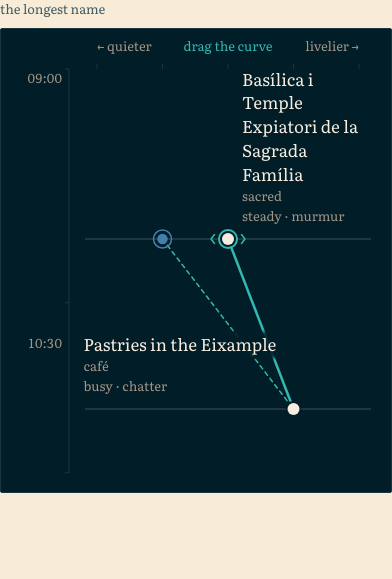 the longest name
← quieter drag the curve livelier →
09:00
Basílica i
Temple
Expiatori de la
Sagrada
Família
sacred
steady · murmur
10:30 Pastries in the Eixample
café
busy · chatter